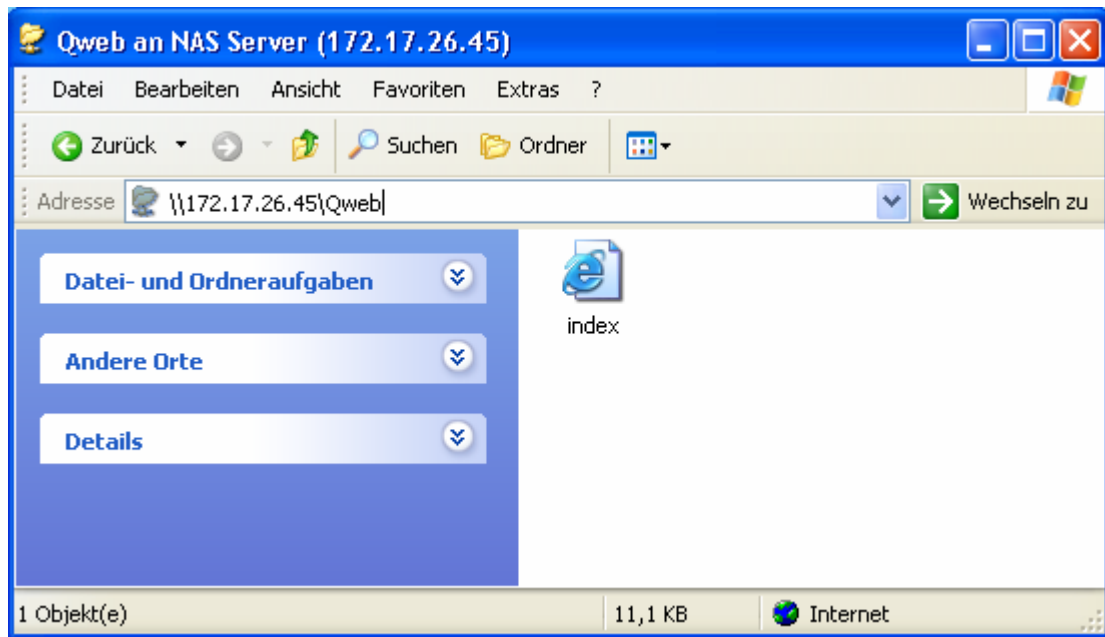 Qweb an NAS Server (172.17.26.45)
Datei Bearbeiten Ansicht Favoriten Extras ?
Zurück Suchen Ordner
Adresse \\172.17.26.45\Qweb Wechseln zu
Datei- und Ordneraufgaben
index
Andere Orte
Details
1 Objekt(e) 11,1 KB Internet